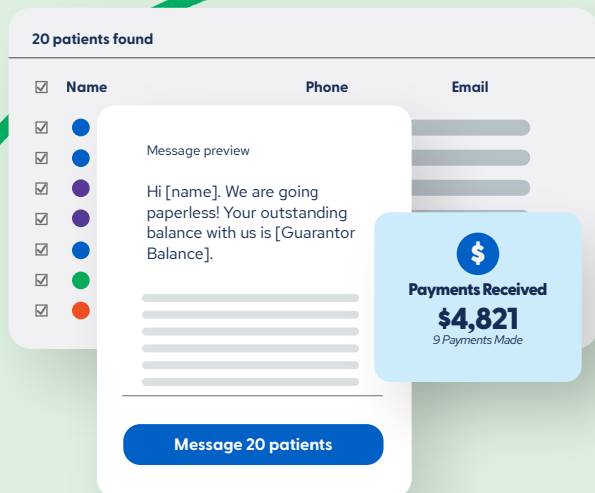 20 patients found
Name Phone Email
Message preview
Hi [name]. We are going
paperless! Your outstanding
balance with us is [Guarantor
Balance].
$
Payments Received
$4,821
9 Payments Made
Message 20 patients